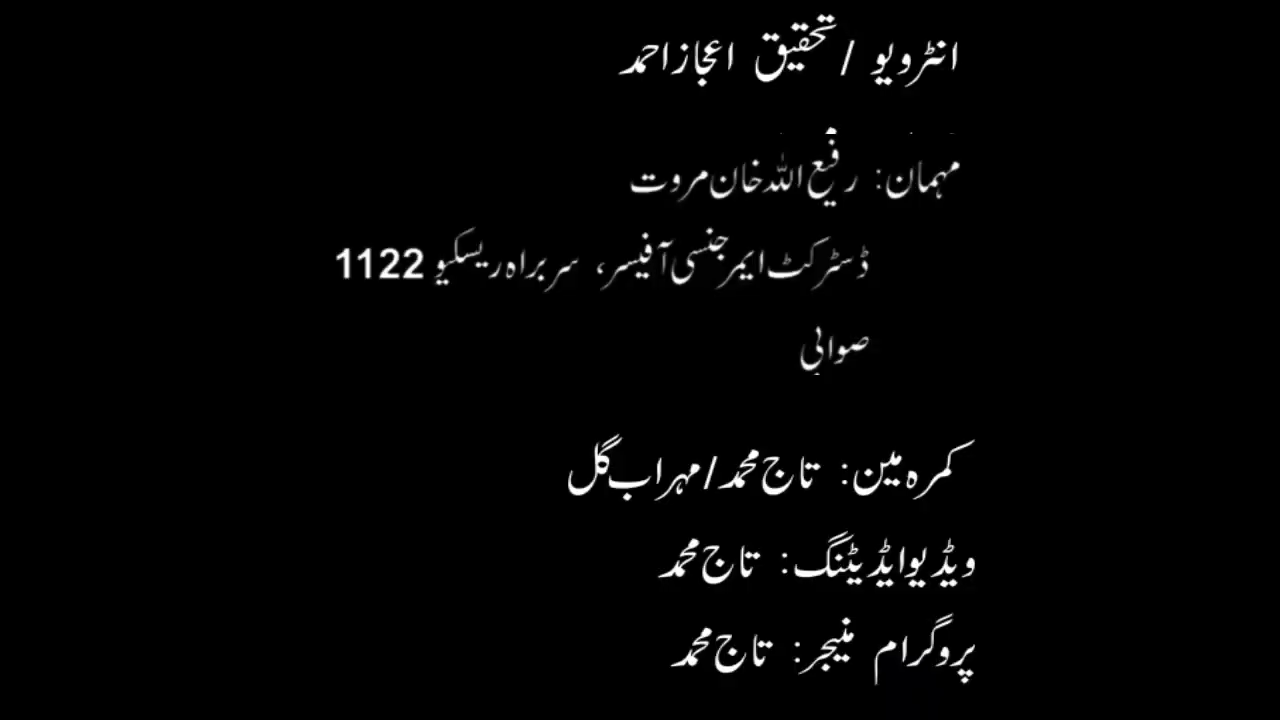 انٹرویو / تحقیق اعجاز احمد
مہمان: رفیع اللہ خان مروت
ڈسٹرکٹ ایمرجنسی آفیسر، سربراہ ریسکیو 1122
صوابی
کمرہ مین: تاج محمد / مہراب گل
ویڈیو ایڈیٹنگ: تاج محمد
پروگرام منیجر: تاج محمد